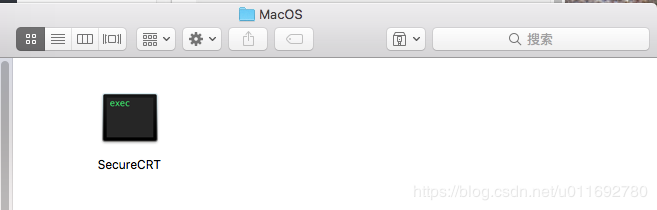 MacOS
搜索
exec
SecureCRT
https://blog.csdn.net/u011692780